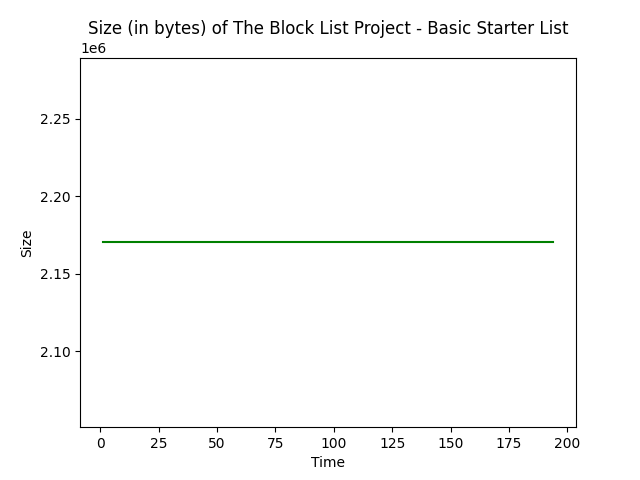 Size (in bytes) of The Block List Project - Basic Starter List
1e6
2.25
2.20
2.15
2.10
Size
0 25 50 75 100 125 150 175 200
Time